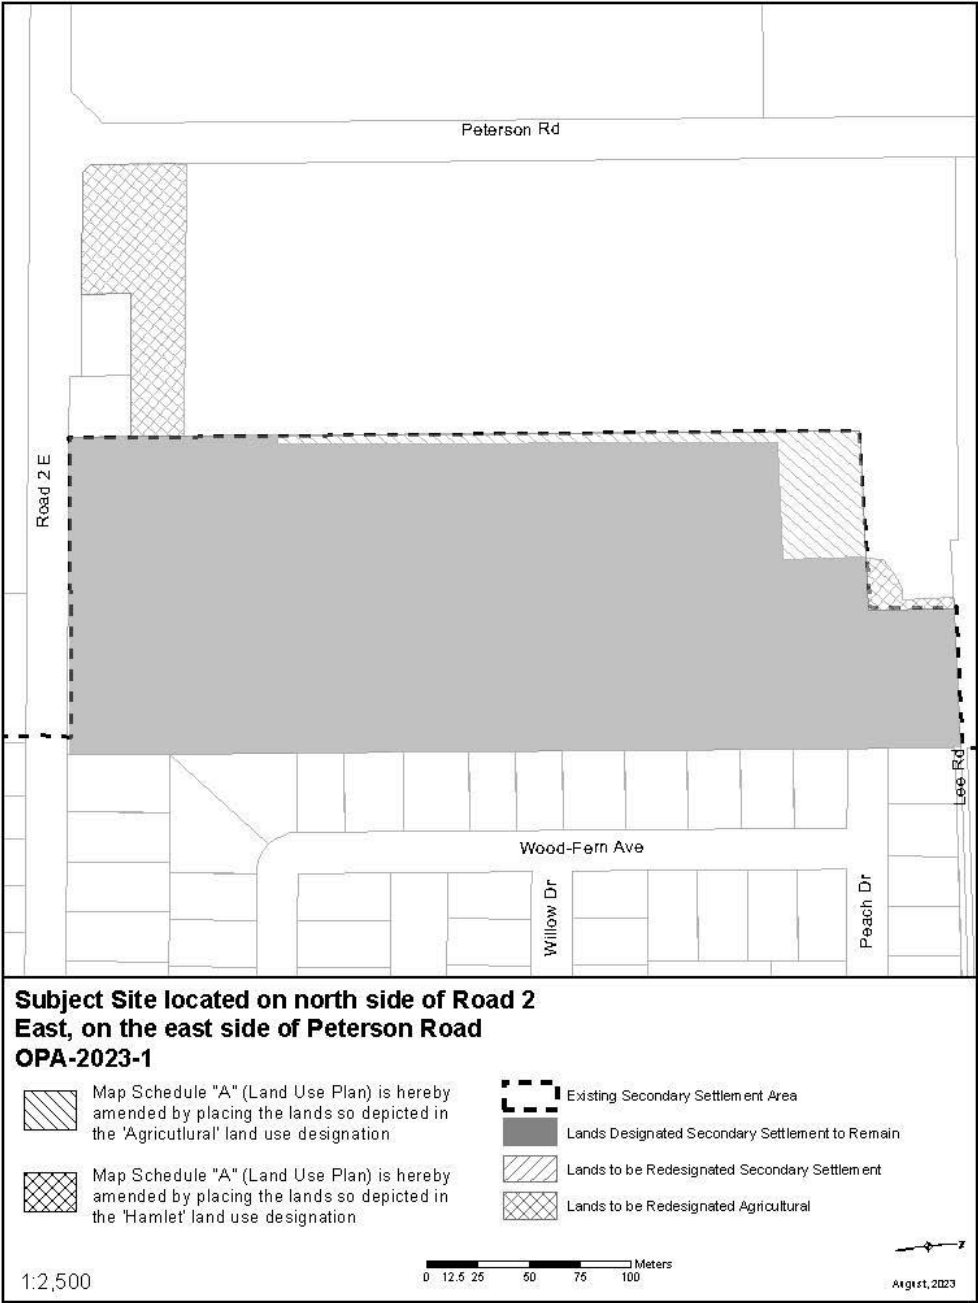 Peterson Rd
Road 2 E
Lee Rd
Wood-Fern Ave
Willow Dr
Peach Dr
Subject Site located on north side of Road 2
East, on the east side of Peterson Road
OPA-2023-1
Map Schedule "A" (Land Use Plan) is hereby
amended by placing the lands so depicted in
the 'Agricutlural' land use designation
Map Schedule "A" (Land Use Plan) is hereby
amended by placing the lands so depicted in
the 'Hamlet' land use designation
Existing Secondary Settlement Area
Lands Designated Secondary Settlement to Remain
Lands to be Redesignated Secondary Settlement
Lands to be Redesignated Agricultural
1:2,500
Meters
0 12.5 25 50 75 100
Z
August, 2023